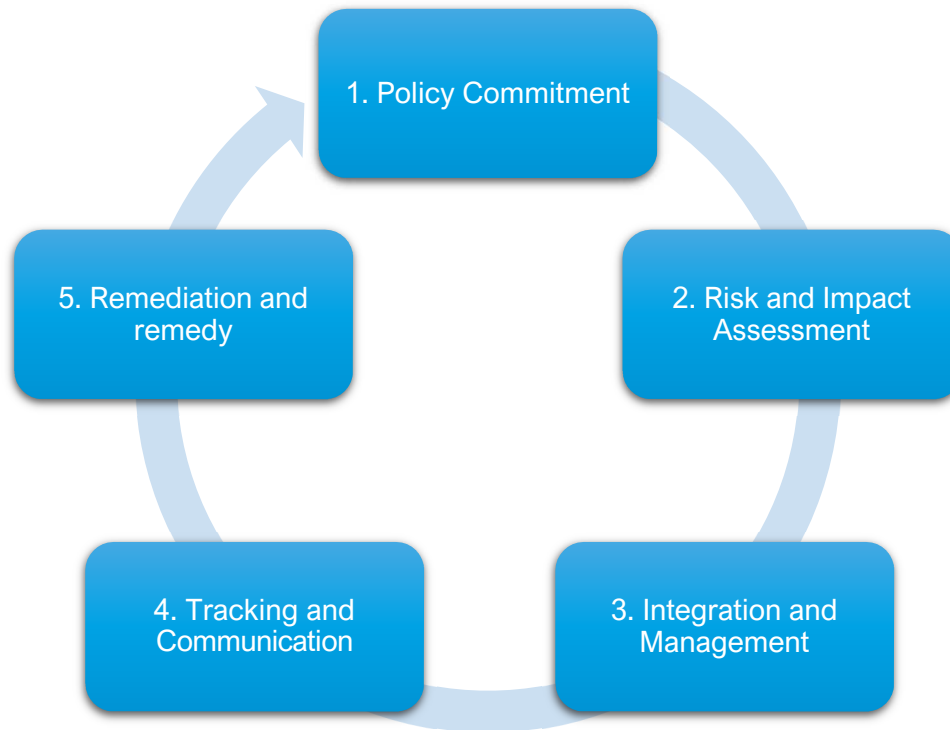 1. Policy Commitment
2. Risk and Impact
Assessment
3. Integration and
Management
4. Tracking and
Communication
5. Remediation and
remedy